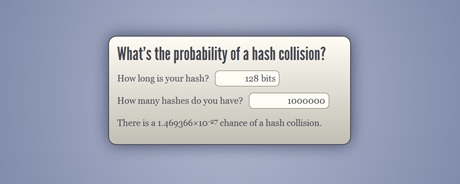 What's the probability of a hash collision?
How long is your hash? 128 bits
How many hashes do you have? 1000000
There is a 1.469366×10⁻²⁷ chance of a hash collision.